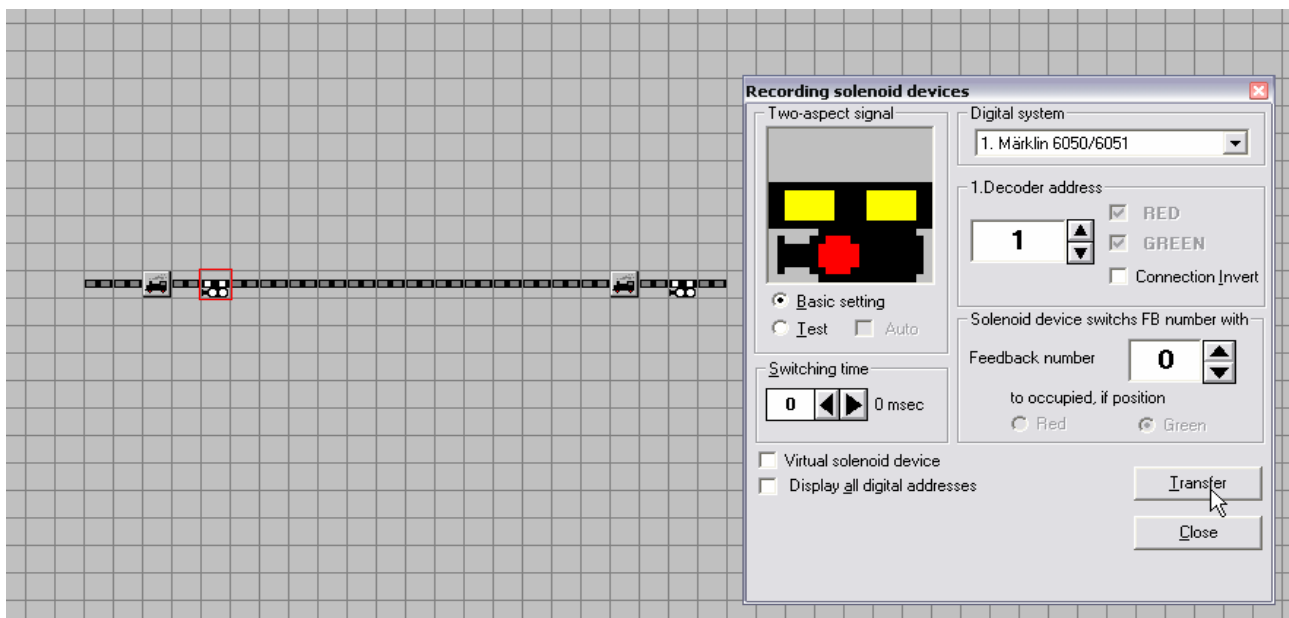 Recording solenoid devices
Two-aspect signal
Basic setting
Test Auto
Switching time
0 0 msec
Virtual solenoid device
Display all digital addresses
Digital system
1. Märklin 6050/6051
1.Decoder address
1
RED
GREEN
Connection Invert
Solenoid device switchs FB number with
Feedback number 0
to occupied, if position
Red Green
Transfer
Close